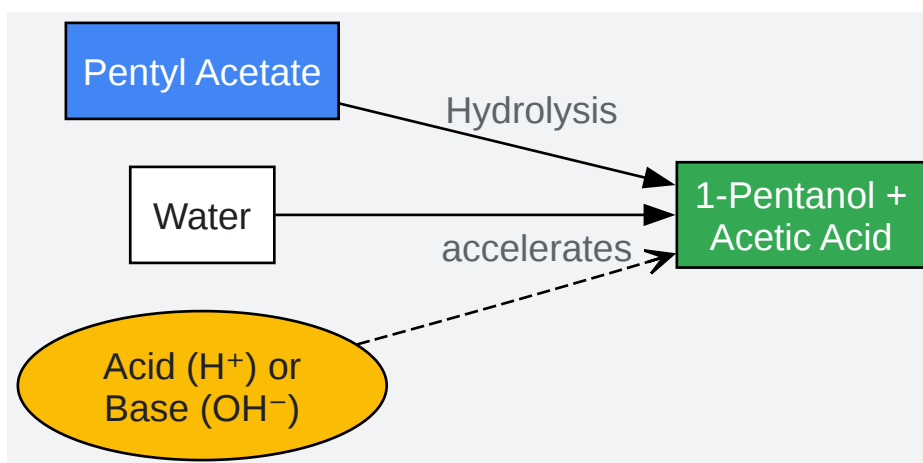 Pentyl Acetate
Hydrolysis
Water
1-Pentanol +
Acetic Acid
accelerates
Acid (H⁺) or
Base (OH⁻)